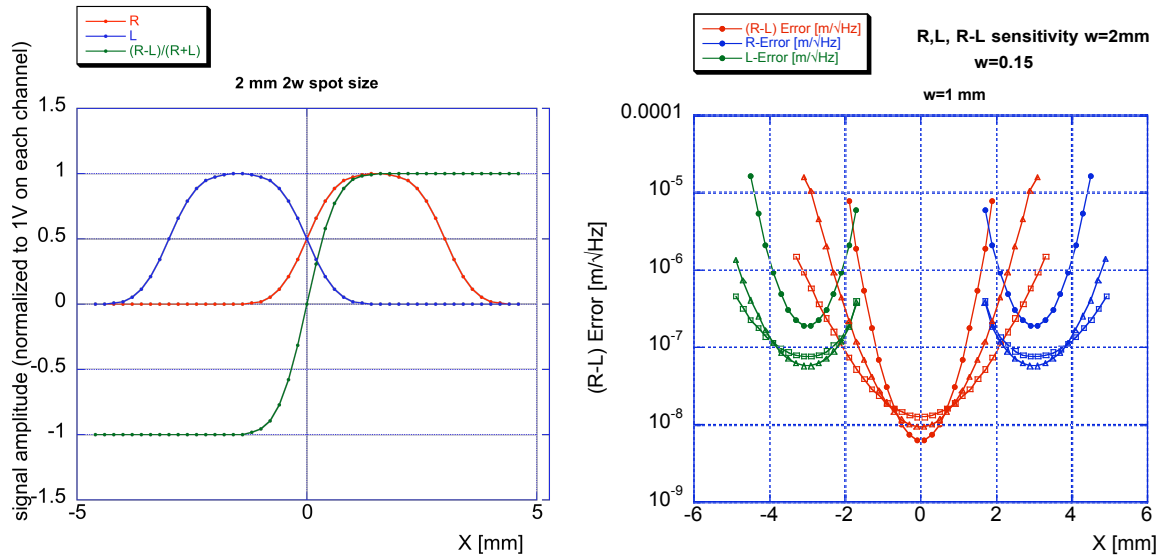 R
L
(R-L)/(R+L)
2 mm 2w spot size
signal amplitude (normalized to 1V on each channel)
1.5
1
0.5
0
-0.5
-1
-1.5
-5
0
5
X [mm]
(R-L) Error [m/√Hz]
R-Error [m/√Hz]
L-Error [m/√Hz]
R,L, R-L sensitivity w=2mm
w=0.15
w=1 mm
(R-L) Error [m/√Hz]
0.0001
10-5
10-6
10-7
10-8
10-9
-6
-4
-2
0
2
4
6
X [mm]